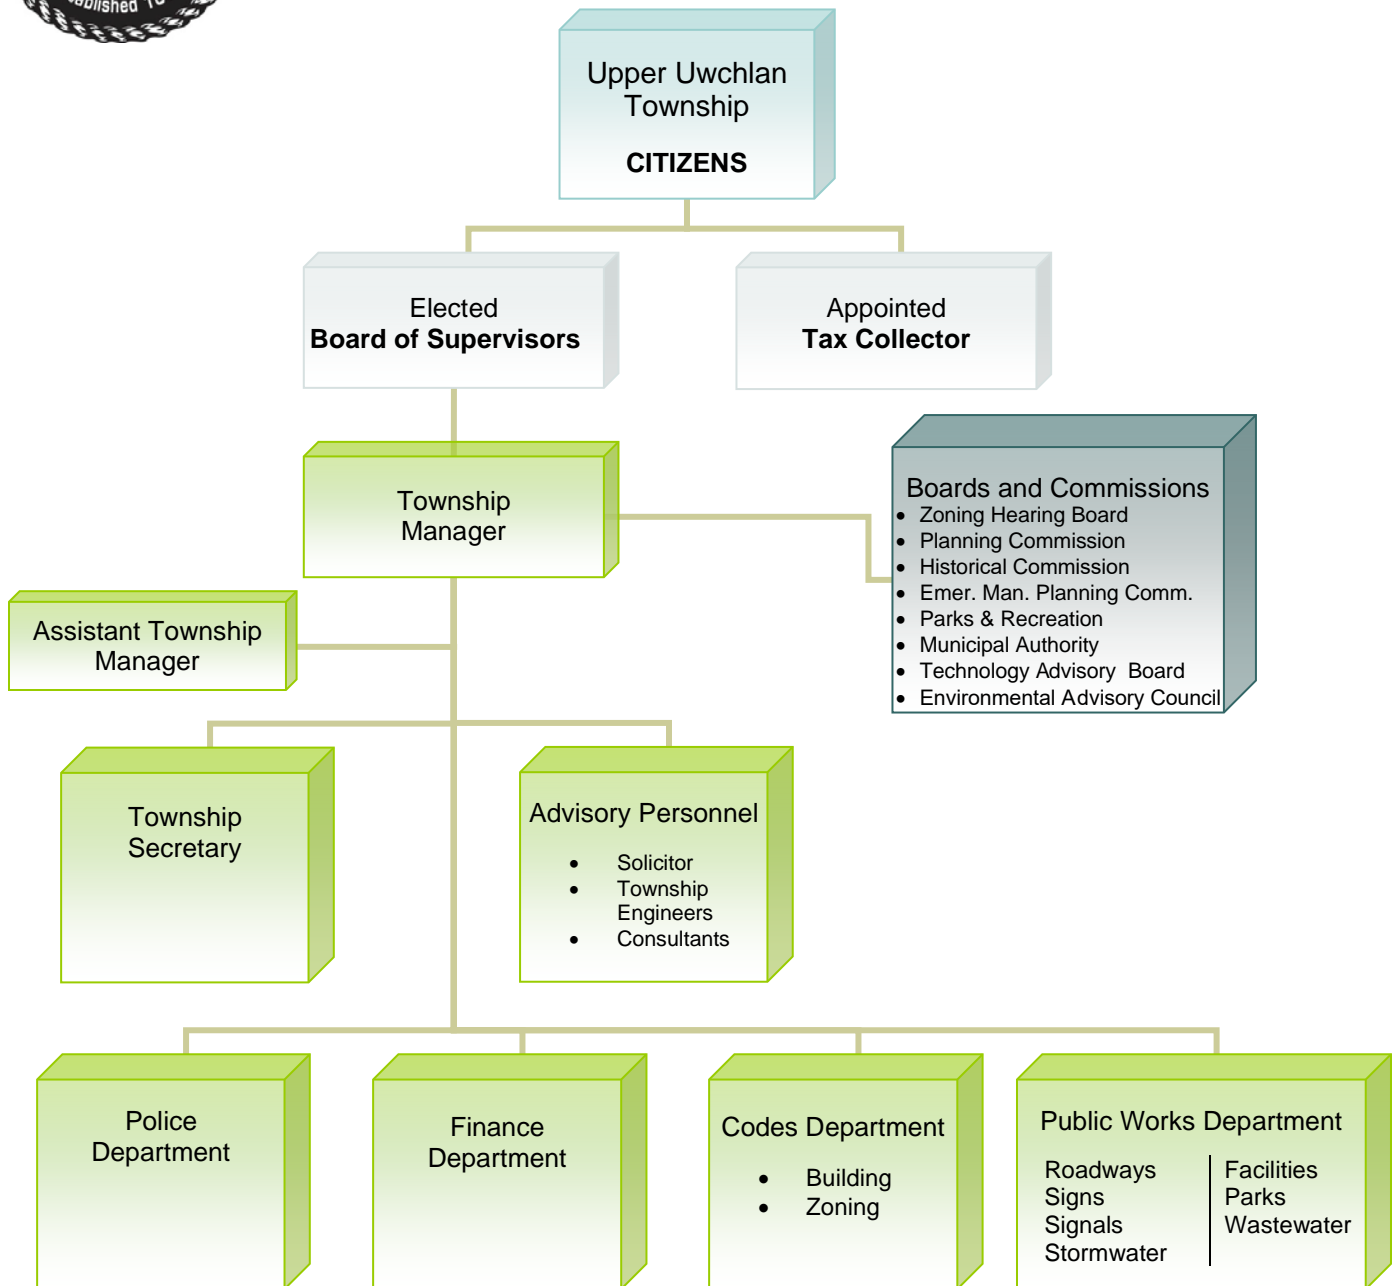 Established
Upper Uwchlan
Township
CITIZENS
Elected
Board of Supervisors
Appointed
Tax Collector
Township
Manager
Boards and Commissions
• Zoning Hearing Board
• Planning Commission
• Historical Commission
• Emer. Man. Planning Comm.
• Parks & Recreation
• Municipal Authority
• Technology Advisory Board
• Environmental Advisory Council
Assistant Township
Manager
Township
Secretary
Advisory Personnel
• Solicitor
• Township
Engineers
• Consultants
Police
Department
Finance
Department
Codes Department
• Building
• Zoning
Public Works Department
Roadways
Signs
Signals
Stormwater
Facilities
Parks
Wastewater